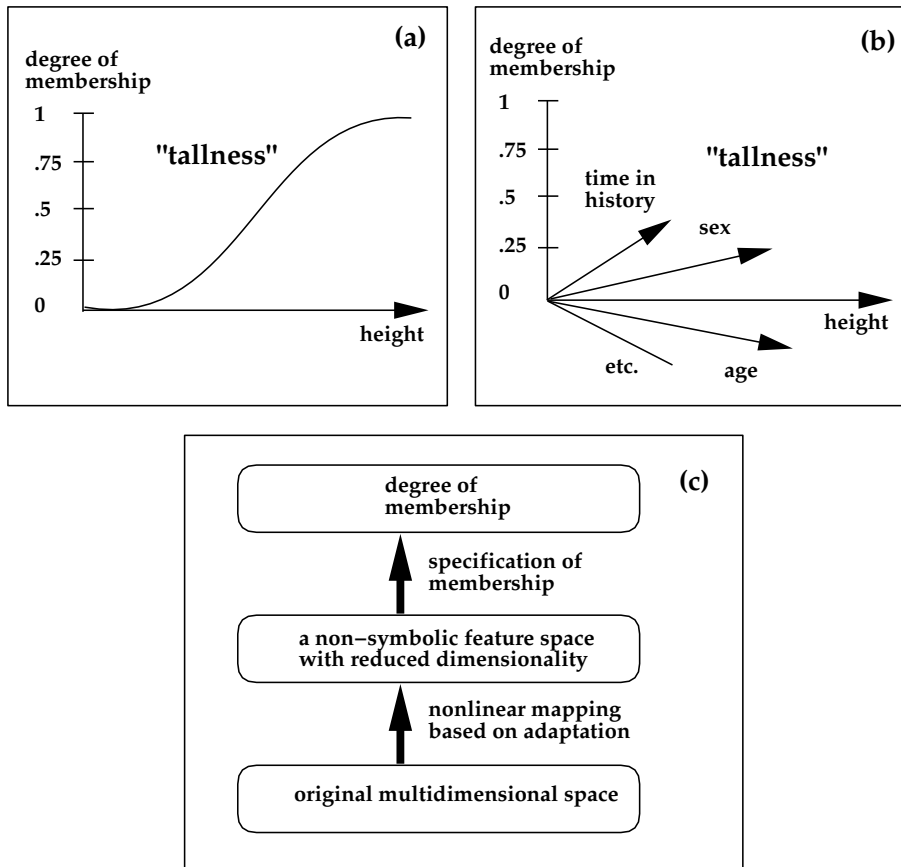 (a)
degree of
membership
1
.75
.5
.25
0
"tallness"
height
(b)
degree of
membership
1
.75
.5
.25
0
"tallness"
time in
history
sex
height
age
etc.
(c)
degree of
membership
specification of
membership
a non−symbolic feature space
with reduced dimensionality
nonlinear mapping
based on adaptation
original multidimensional space